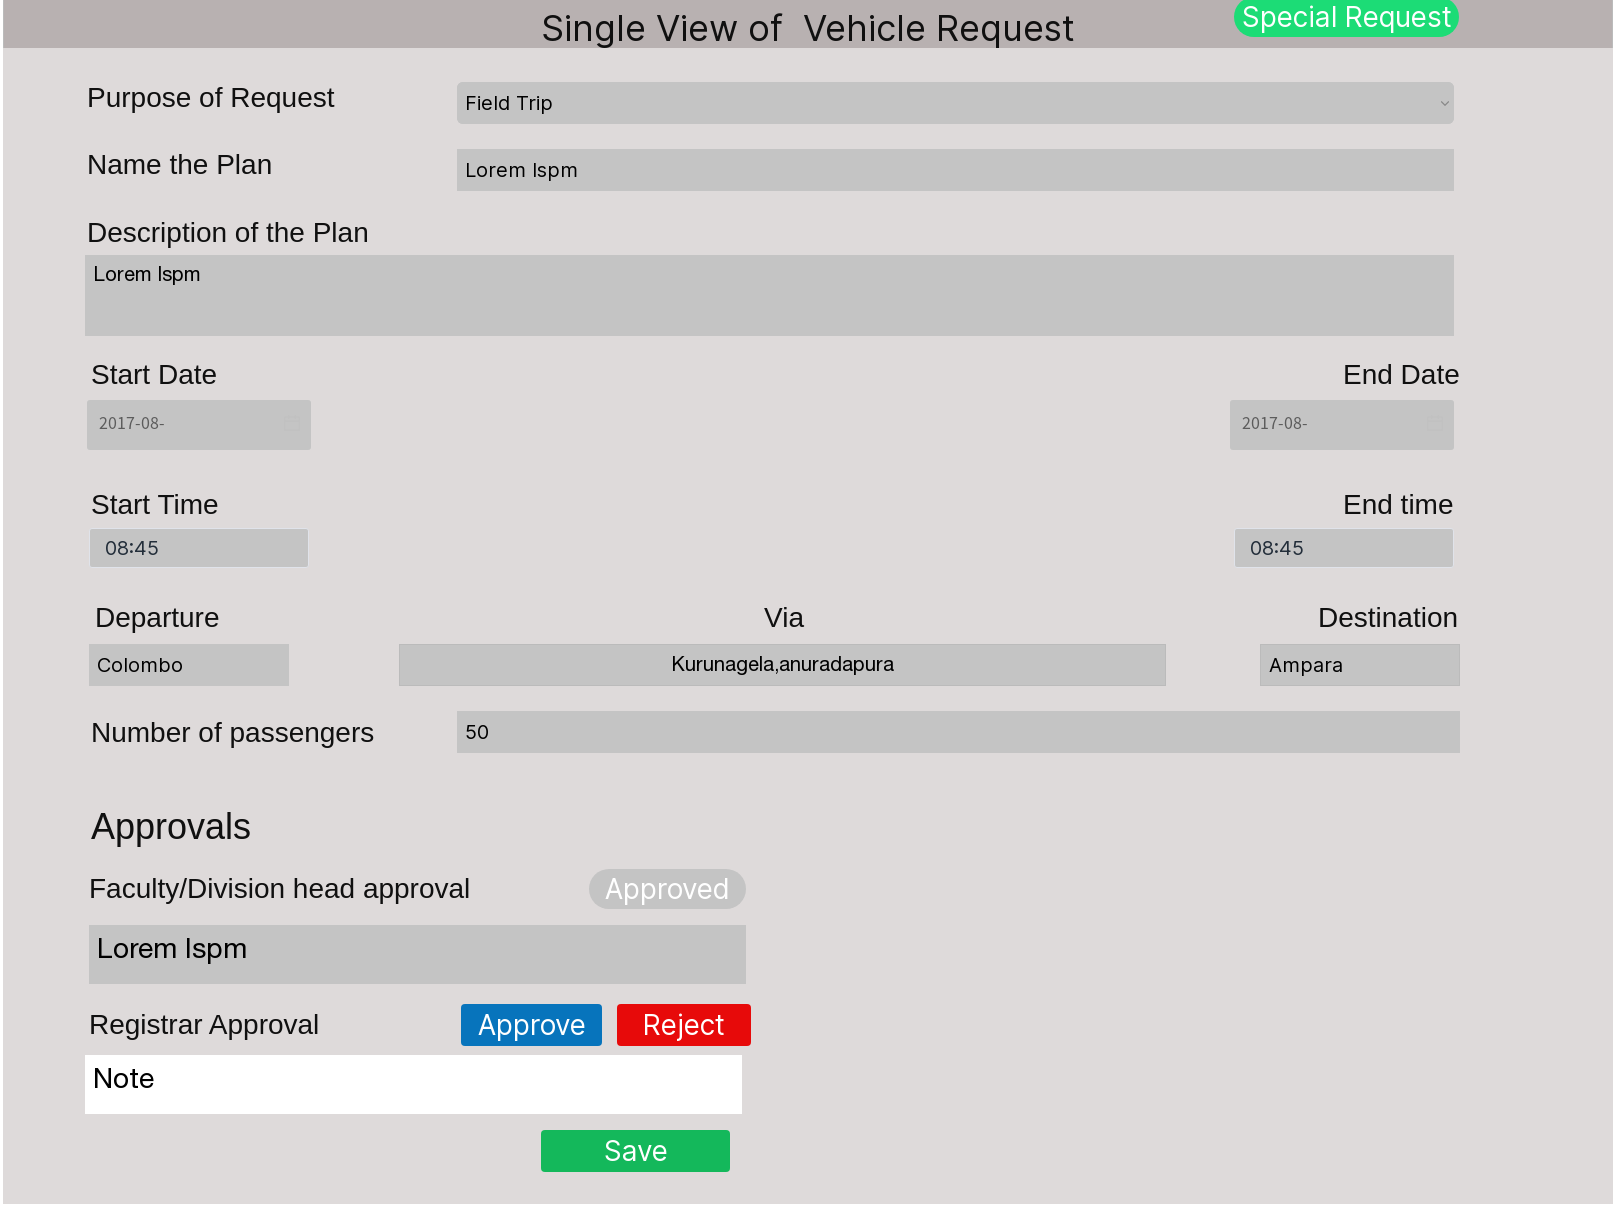 Single View of  Vehicle Request
Special Request
Purpose of Request
Field Trip
Name the Plan
Lorem Ispm
Description of the Plan
Lorem Ispm
Start Date
End Date
2017-08-
2017-08-
Start Time
End time
08:45
08:45
Departure
Via
Destination
Colombo
Kurunagela,anuradapura
Ampara
Number of passengers
50
Approvals
Faculty/Division head approval
Approved
Lorem Ispm
Registrar Approval
Approve
Reject
Note
Save